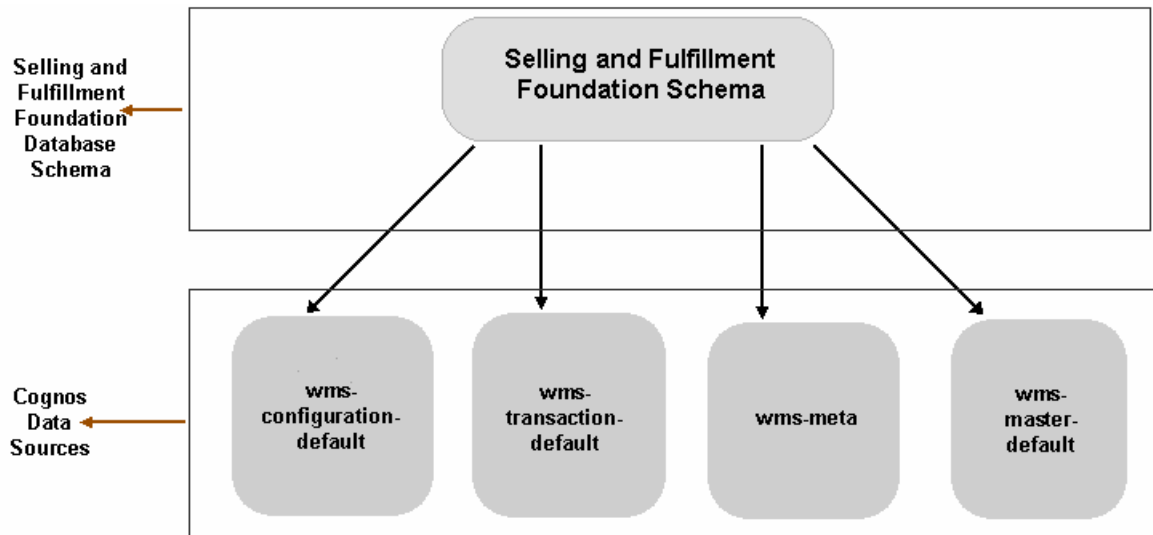 Selling and Fulfillment
Foundation Schema
Selling and
Fulfillment
Foundation
Database
Schema
wms-
configuration-
default
wms-
transaction-
default
wms-meta
wms-
master-
default
Cognos
Data
Sources